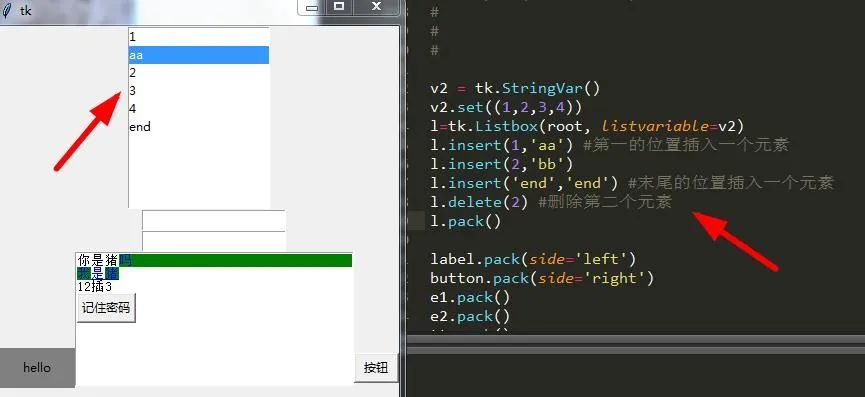 tk
1
aa
2
3
4
end
你是猪吗
我是猪
12插3
记住密码
hello
按钮
#
#
#
v2 = tk.StringVar()
v2.set((1,2,3,4))
l=tk.Listbox(root, listvariable=v2)
l.insert(1,'aa') #第一的位置插入一个元素
l.insert(2,'bb')
l.insert('end','end') #末尾的位置插入一个元素
l.delete(2) #删除第二个元素
l.pack()
label.pack(side='left')
button.pack(side='right')
e1.pack()
e2.pack()